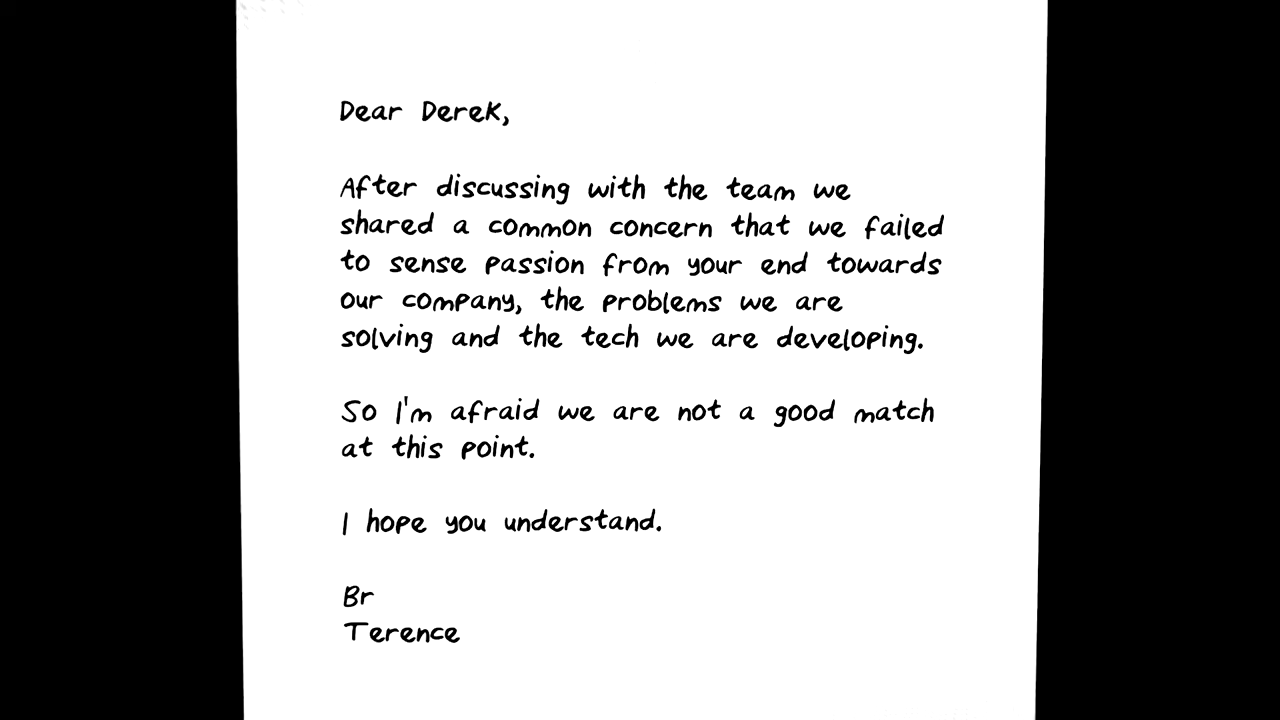 Dear Derek,
After discussing with the team we
shared a common concern that we failed
to sense passion from your end towards
our company, the problems we are
solving and the tech we are developing.
So I'm afraid we are not a good match
at this point.
I hope you understand.
Br
Terence